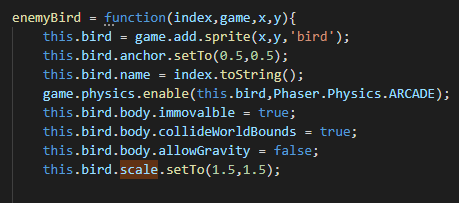 enemyBird = function(index,game,x,y){
this.bird = game.add.sprite(x,y,'bird');
this.bird.anchor.setTo(0.5,0.5);
this.bird.name = index.toString();
game.physics.enable(this.bird,Phaser.Physics.ARCADE);
this.bird.body.immovalble = true;
this.bird.body.collideWorldBounds = true;
this.bird.body.allowGravity = false;
this.bird.scale.setTo(1.5,1.5);